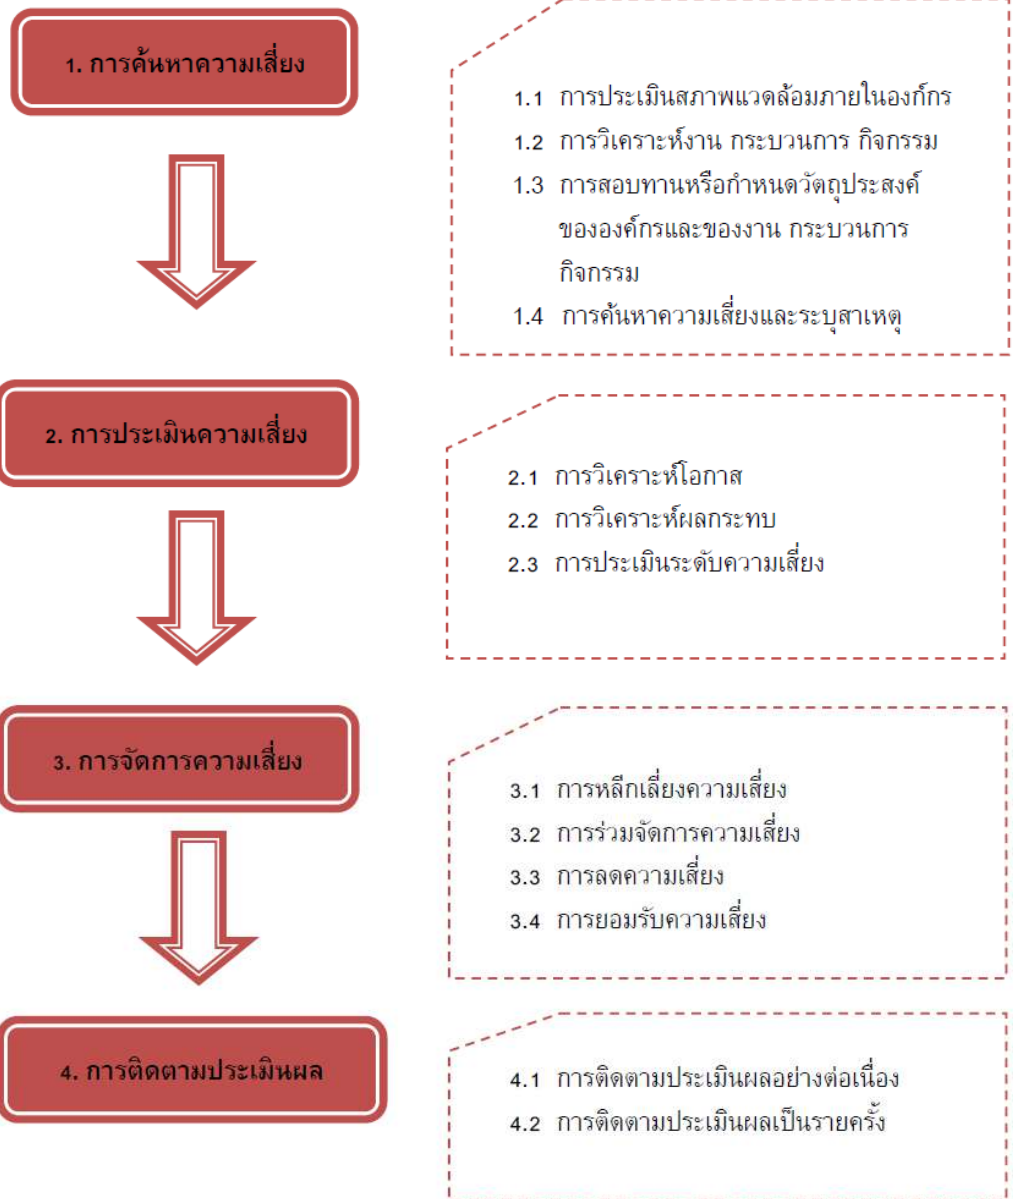 1. การค้นหาความเสี่ยง
1.1 การประเมินสภาพแวดล้อมภายในองก์กร
1.2 การวิเคราะห์งาน กระบวนการ กิจกรรม
1.3 การสอบทานหรือกำหนดวัตถุประสงค์
ขององค์กรและของงาน กระบวนการ
กิจกรรม
1.4 การค้นหาความเสี่ยงและระบุสาเหตุ
2. การประเมินความเสี่ยง
2.1 การวิเคราะห์โอกาส
2.2 การวิเคราะห์ผลกระทบ
2.3 การประเมินระดับความเสี่ยง
3. การจัดการความเสี่ยง
3.1 การหลีกเลี่ยงความเสี่ยง
3.2 การร่วมจัดการความเสี่ยง
3.3 การลดความเสี่ยง
3.4 การยอมรับความเสี่ยง
4. การติดตามประเมินผล
4.1 การติดตามประเมินผลอย่างต่อเนื่อง
4.2 การติดตามประเมินผลเป็นรายครั้ง